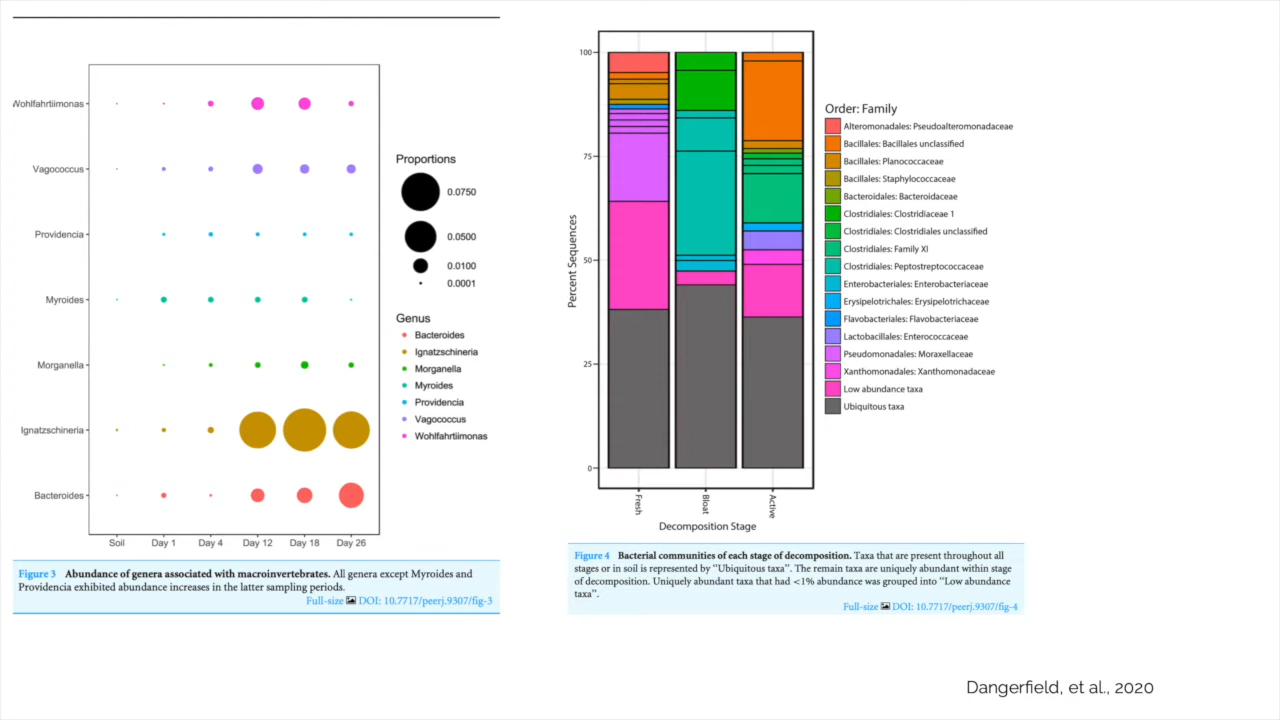 Wohlfahrtiimonas
Vagococcus
Providencia
Myroides
Morganella
Ignatzschineria
Bacteroides
Soil Day 1 Day 4 Day 12 Day 18 Day 26
Proportions
0.0750
0.0500
0.0100
0.0001
Genus
Bacteroides
Ignatzschineria
Morganella
Myroides
Providencia
Vagococcus
Wohlfahrtiimonas
Figure 3 Abundance of genera associated with macroinvertebrates. All genera except Myroides and
Providencia exhibited abundance increases in the latter sampling periods.
Full-size DOI: 10.7717/peerj.9307/fig-3
Percent Sequences
100
75
50
25
0
Fresh Bloat Active
Decomposition Stage
Order: Family
Alteromonadales: Pseudoalteromonadaceae
Bacillales: Bacillales unclassified
Bacillales: Planococcaceae
Bacillales: Staphylococcaceae
Bacteroidales: Bacteroidaceae
Clostridiales: Clostridiaceae 1
Clostridiales: Clostridiales unclassified
Clostridiales: Family XI
Clostridiales: Peptostreptococcaceae
Enterobacteriales: Enterobacteriaceae
Erysipelotrichales: Erysipelotrichaceae
Flavobacteriales: Flavobacteriaceae
Lactobacillales: Enterococcaceae
Pseudomonadales: Moraxellaceae
Xanthomonadales: Xanthomonadaceae
Low abundance taxa
Ubiquitous taxa
Figure 4 Bacterial communities of each stage of decomposition. Taxa that are present throughout all
stages or in soil is represented by “Ubiquitous taxa”. The remain taxa are uniquely abundant within stage
of decomposition. Uniquely abundant taxa that had <1% abundance was grouped into “Low abundance
taxa”.
Full-size DOI: 10.7717/peerj.9307/fig-4
Dangerfield, et al., 2020